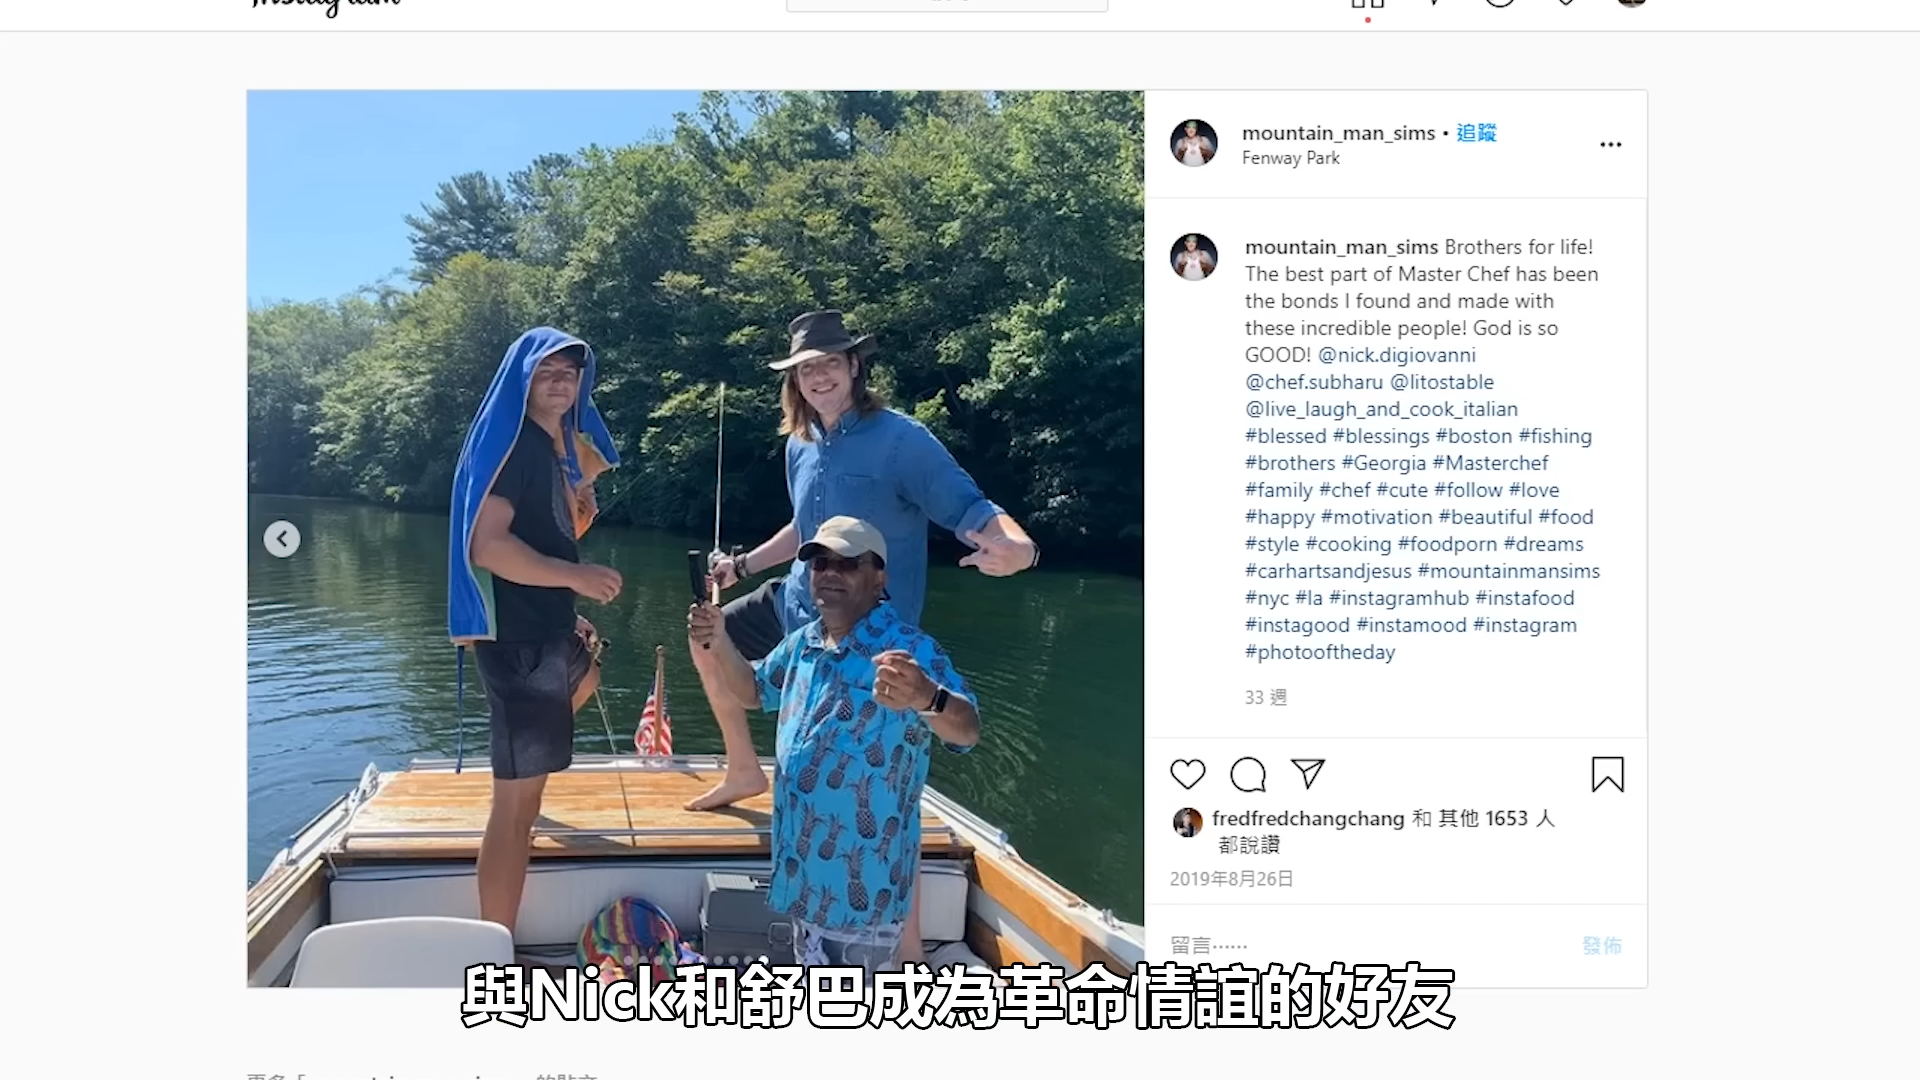 Instagram
mountain_man_sims • 追蹤
Fenway Park
mountain_man_sims Brothers for life!
The best part of Master Chef has been
the bonds I found and made with
these incredible people! God is so
GOOD! @nick.digiovanni
@chef.subharu @litostable
@live_laugh_and_cook_italian
#blessed #blessings #boston #fishing
#brothers #Georgia #Masterchef
#family #chef #cute #follow #love
#happy #motivation #beautiful #food
#style #cooking #foodporn #dreams
#carhartsandjesus #mountainmansims
#nyc #la #instagramhub #instafood
#instagood #instamood #instagram
#photooftheday
33 週
fredfredchangchang 和 其他 1653 人
都說讚
2019年8月26日
留言⋯⋯
發佈
與Nick和舒巴成為革命情誼的好友